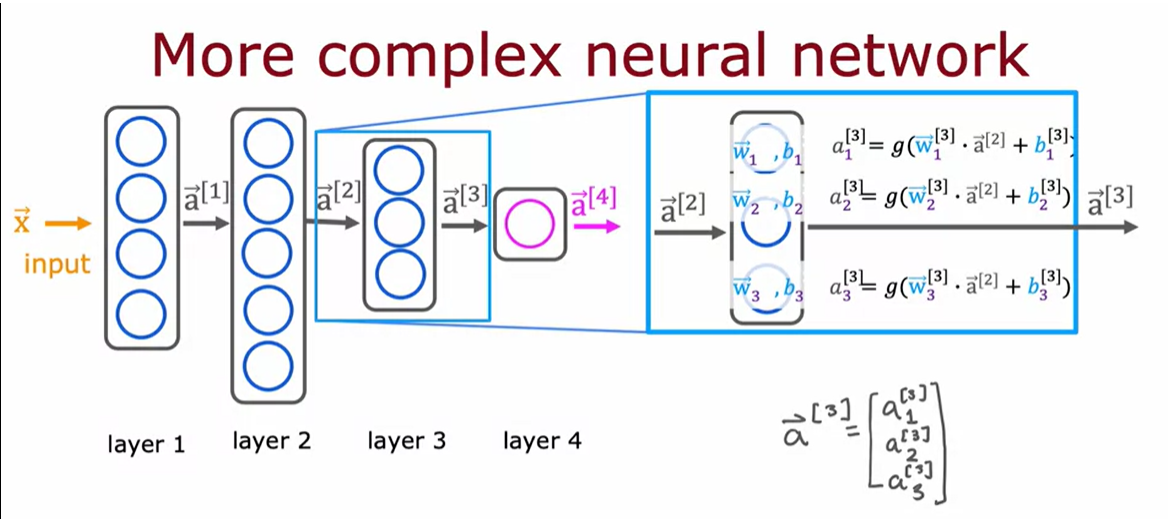 More complex neural network
x⃗
input
a⃗[1]
a⃗[2]
a⃗[3]
a⃗[4]
layer 1
layer 2
layer 3
layer 4
a⃗[2]
w⃗1 , b1
w⃗2 , b2
w⃗3 , b3
a1[3] = g(w⃗1[3] · a⃗[2] + b1[3])
a2[3] = g(w⃗2[3] · a⃗[2] + b2[3])
a3[3] = g(w⃗3[3] · a⃗[2] + b3[3])
a⃗[3]
a⃗[3] = [a1[3]
a2[3]
a3[3]]